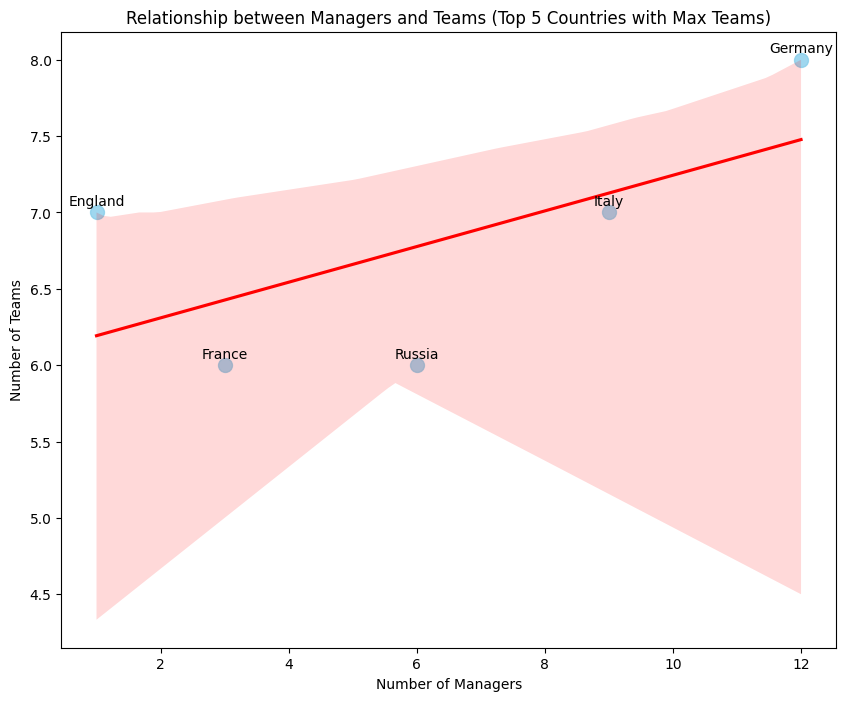 Relationship between Managers and Teams (Top 5 Countries with Max Teams)
Germany
8.0
7.5
England
Italy
7.0
6.5
France
Russia
6.0
5.5
5.0
4.5
Number of Teams
2
4
6
8
10
12
Number of Managers